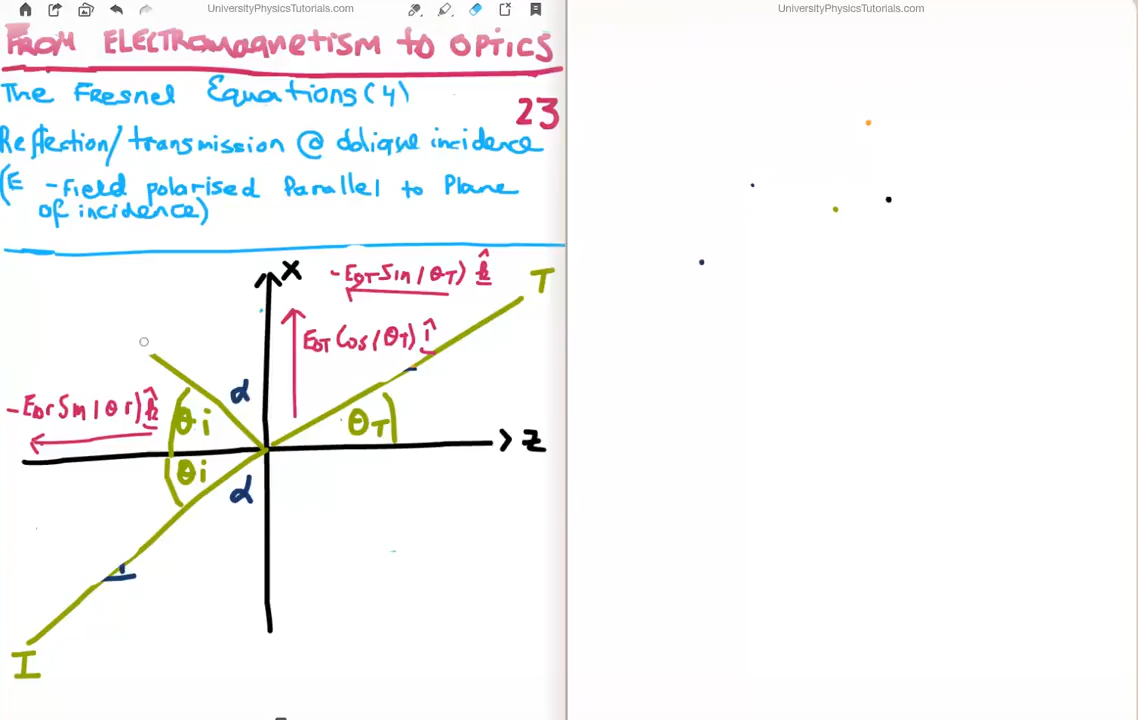 UniversityPhysicsTutorials.com
UniversityPhysicsTutorials.com
FROM ELECTROmagnetism to OPTICS
The Fresnel Equations (4)
23
Reflection/transmission @ oblique incidence
(E -field polarised Parallel to Plane
of incidence)
X
-E₀T Sin(θT) k̂
T
E₀T Cos(θT) î
α
-E₀r Sin(θr) k̂
θi
θT
Z
θi
α
I